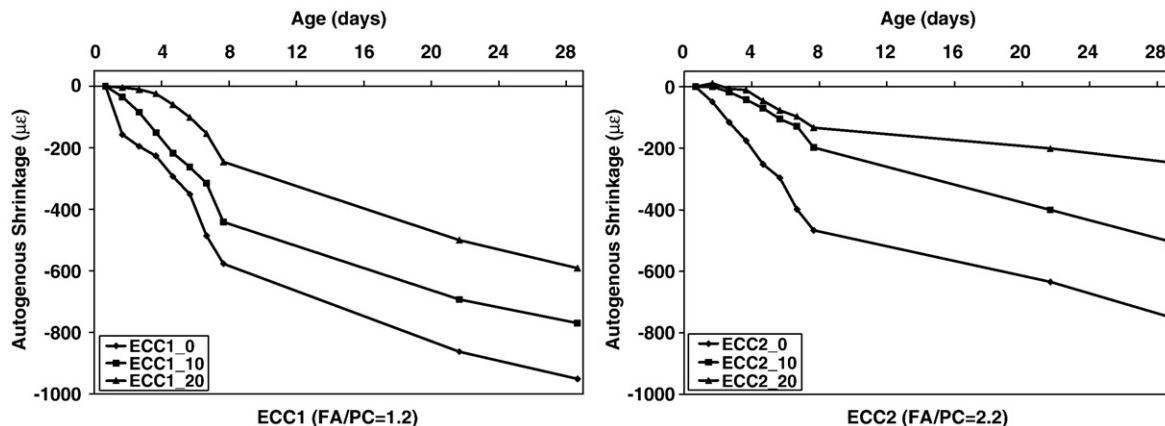 Age (days)
0 4 8 12 16 20 24 28
0
-200
-400
-600
-800
-1000
Autogenous Shrinkage (με)
ECC1_0
ECC1_10
ECC1_20
ECC1 (FA/PC=1.2)
Age (days)
0 4 8 12 16 20 24 28
0
-200
-400
-600
-800
-1000
Autogenous Shrinkage (με)
ECC2_0
ECC2_10
ECC2_20
ECC2 (FA/PC=2.2)